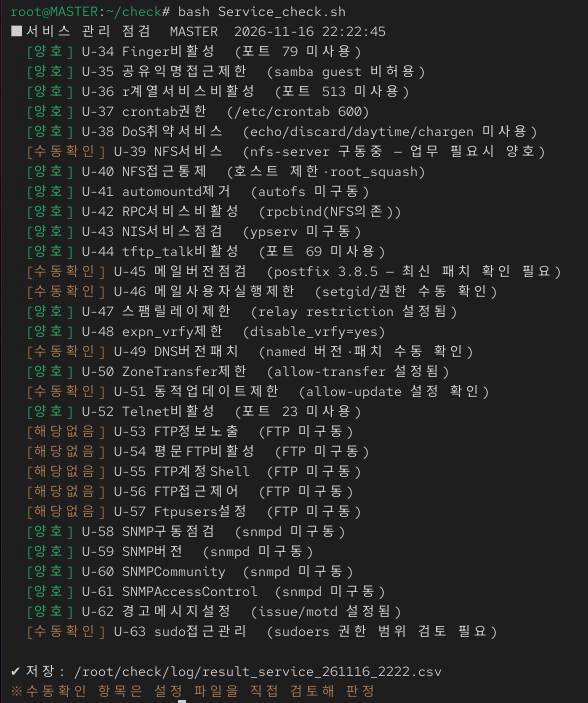 root@MASTER:~/check# bash Service_check.sh
■서비스 관리 점검 MASTER 2026-11-16 22:22:45
[양호] U-34 Finger비활성 (포트 79 미사용)
[양호] U-35 공유익명접근제한 (samba guest 비허용)
[양호] U-36 r계열서비스비활성 (포트 513 미사용)
[양호] U-37 crontab권한 (/etc/crontab 600)
[양호] U-38 DoS취약서비스 (echo/discard/daytime/chargen 미사용)
[수동확인] U-39 NFS서비스 (nfs-server 구동중 — 업무 필요시 양호)
[양호] U-40 NFS접근통제 (호스트 제한·root_squash)
[양호] U-41 automountd제거 (autofs 미구동)
[양호] U-42 RPC서비스비활성 (rpcbind(NFS의존))
[양호] U-43 NIS서비스점검 (ypserv 미구동)
[양호] U-44 tftp_talk비활성 (포트 69 미사용)
[수동확인] U-45 메일버전점검 (postfix 3.8.5 — 최신 패치 확인 필요)
[수동확인] U-46 메일사용자실행제한 (setgid/권한 수동 확인)
[양호] U-47 스팸릴레이제한 (relay restriction 설정됨)
[양호] U-48 expn_vrfy제한 (disable_vrfy=yes)
[수동확인] U-49 DNS버전패치 (named 버전·패치 수동 확인)
[양호] U-50 ZoneTransfer제한 (allow-transfer 설정됨)
[수동확인] U-51 동적업데이트제한 (allow-update 설정 확인)
[양호] U-52 Telnet비활성 (포트 23 미사용)
[해당없음] U-53 FTP정보노출 (FTP 미구동)
[해당없음] U-54 평문FTP비활성 (FTP 미구동)
[해당없음] U-55 FTP계정Shell (FTP 미구동)
[해당없음] U-56 FTP접근제어 (FTP 미구동)
[해당없음] U-57 Ftpusers설정 (FTP 미구동)
[양호] U-58 SNMP구동점검 (snmpd 미구동)
[양호] U-59 SNMP버전 (snmpd 미구동)
[양호] U-60 SNMPCommunity (snmpd 미구동)
[양호] U-61 SNMPAccessControl (snmpd 미구동)
[양호] U-62 경고메시지설정 (issue/motd 설정됨)
[수동확인] U-63 sudo접근관리 (sudoers 권한 범위 검토 필요)
✔ 저장: /root/check/log/result_service_261116_2222.csv
※수동확인 항목은 설정 파일을 직접 검토해 판정